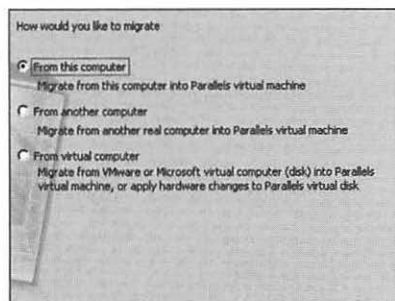 How would you like to migrate
From this computer
Migrate from this computer into Parallels virtual machine
From another computer
Migrate from another real computer into Parallels virtual machine
From virtual computer
Migrate from VMware or Microsoft virtual computer (disk) into Parallels
virtual machine, or apply hardware changes to Parallels virtual disk